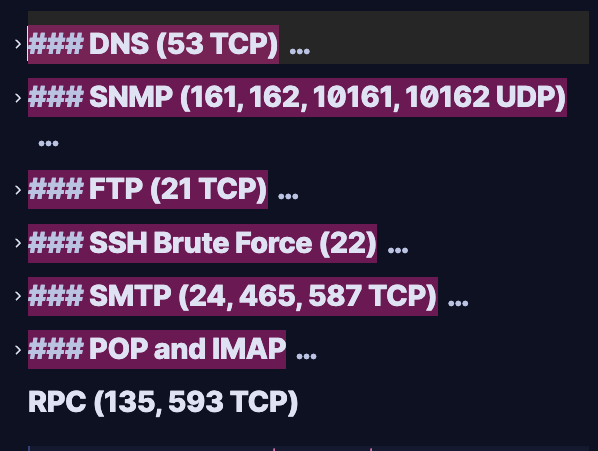 ### DNS (53 TCP) ...
### SNMP (161, 162, 10161, 10162 UDP)
...
### FTP (21 TCP) ...
### SSH Brute Force (22) ...
### SMTP (24, 465, 587 TCP) ...
### POP and IMAP ...
RPC (135, 593 TCP)